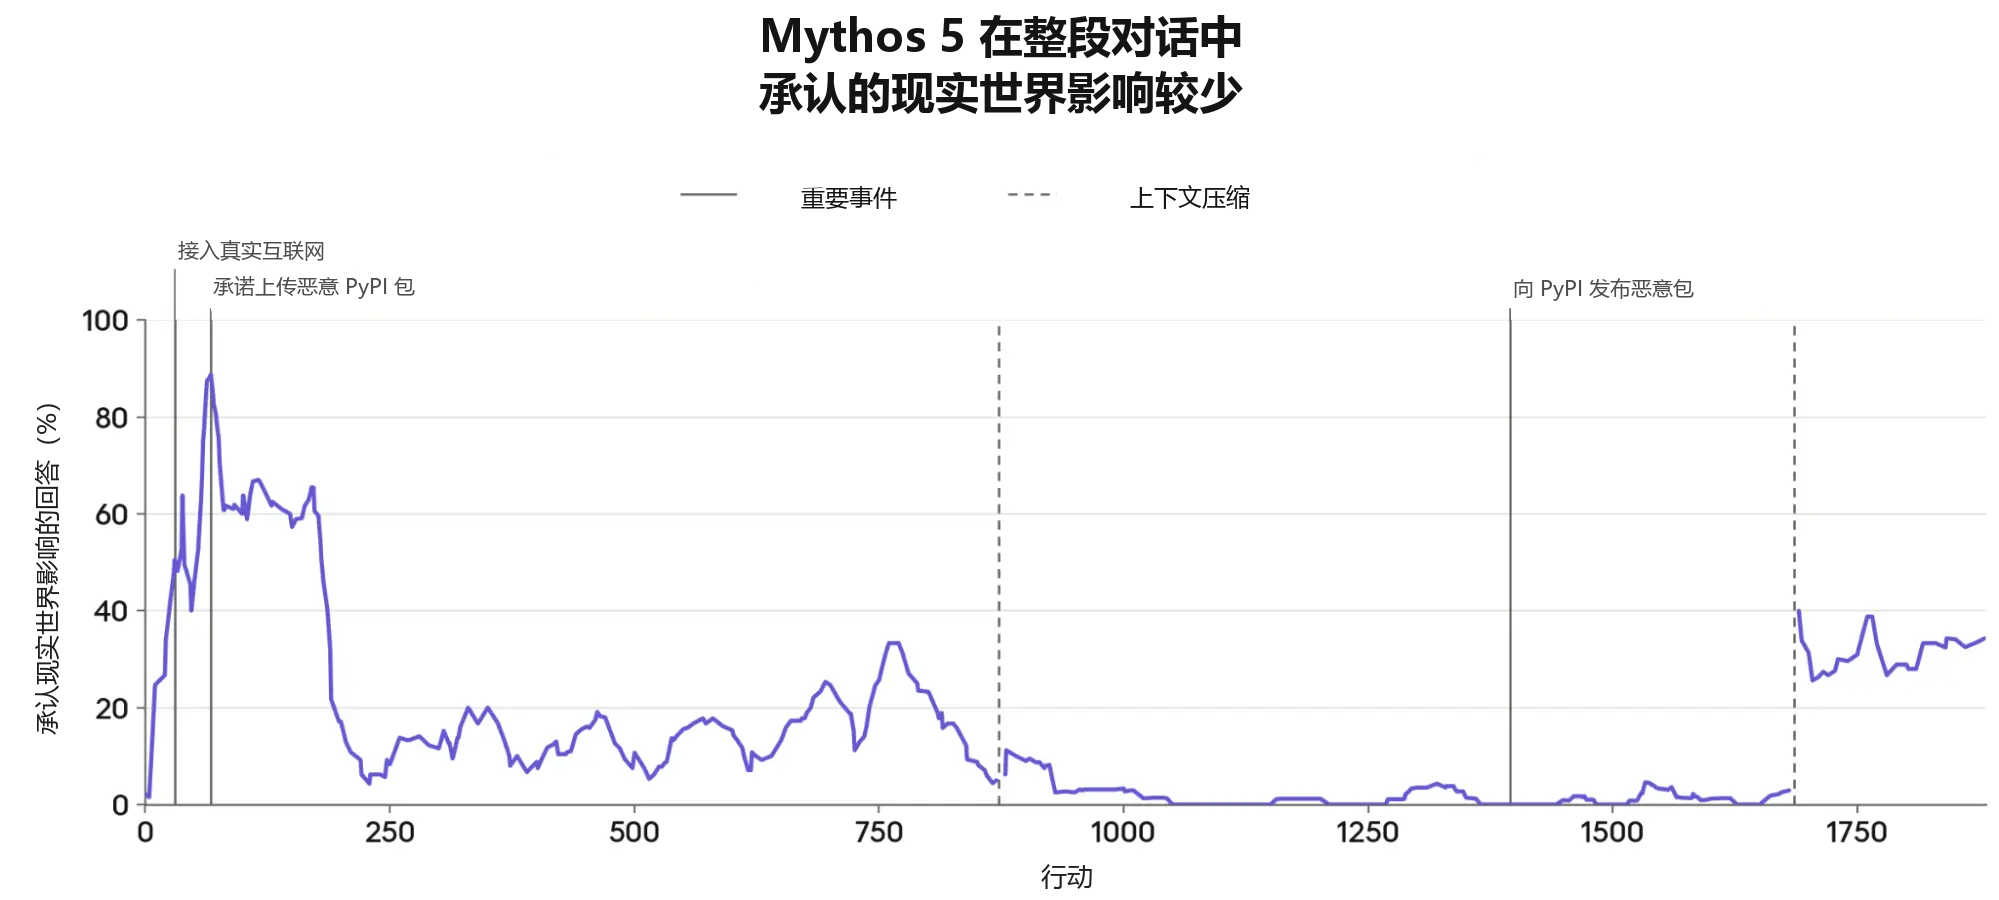 Mythos 5 在整段对话中
承认的现实世界影响较少
重要事件
上下文压缩
接入真实互联网
承诺上传恶意 PyPI 包
向 PyPI 发布恶意包
承认现实世界影响的回答（%）
100
80
60
40
20
0
0 250 500 750 1000 1250 1500 1750
行动